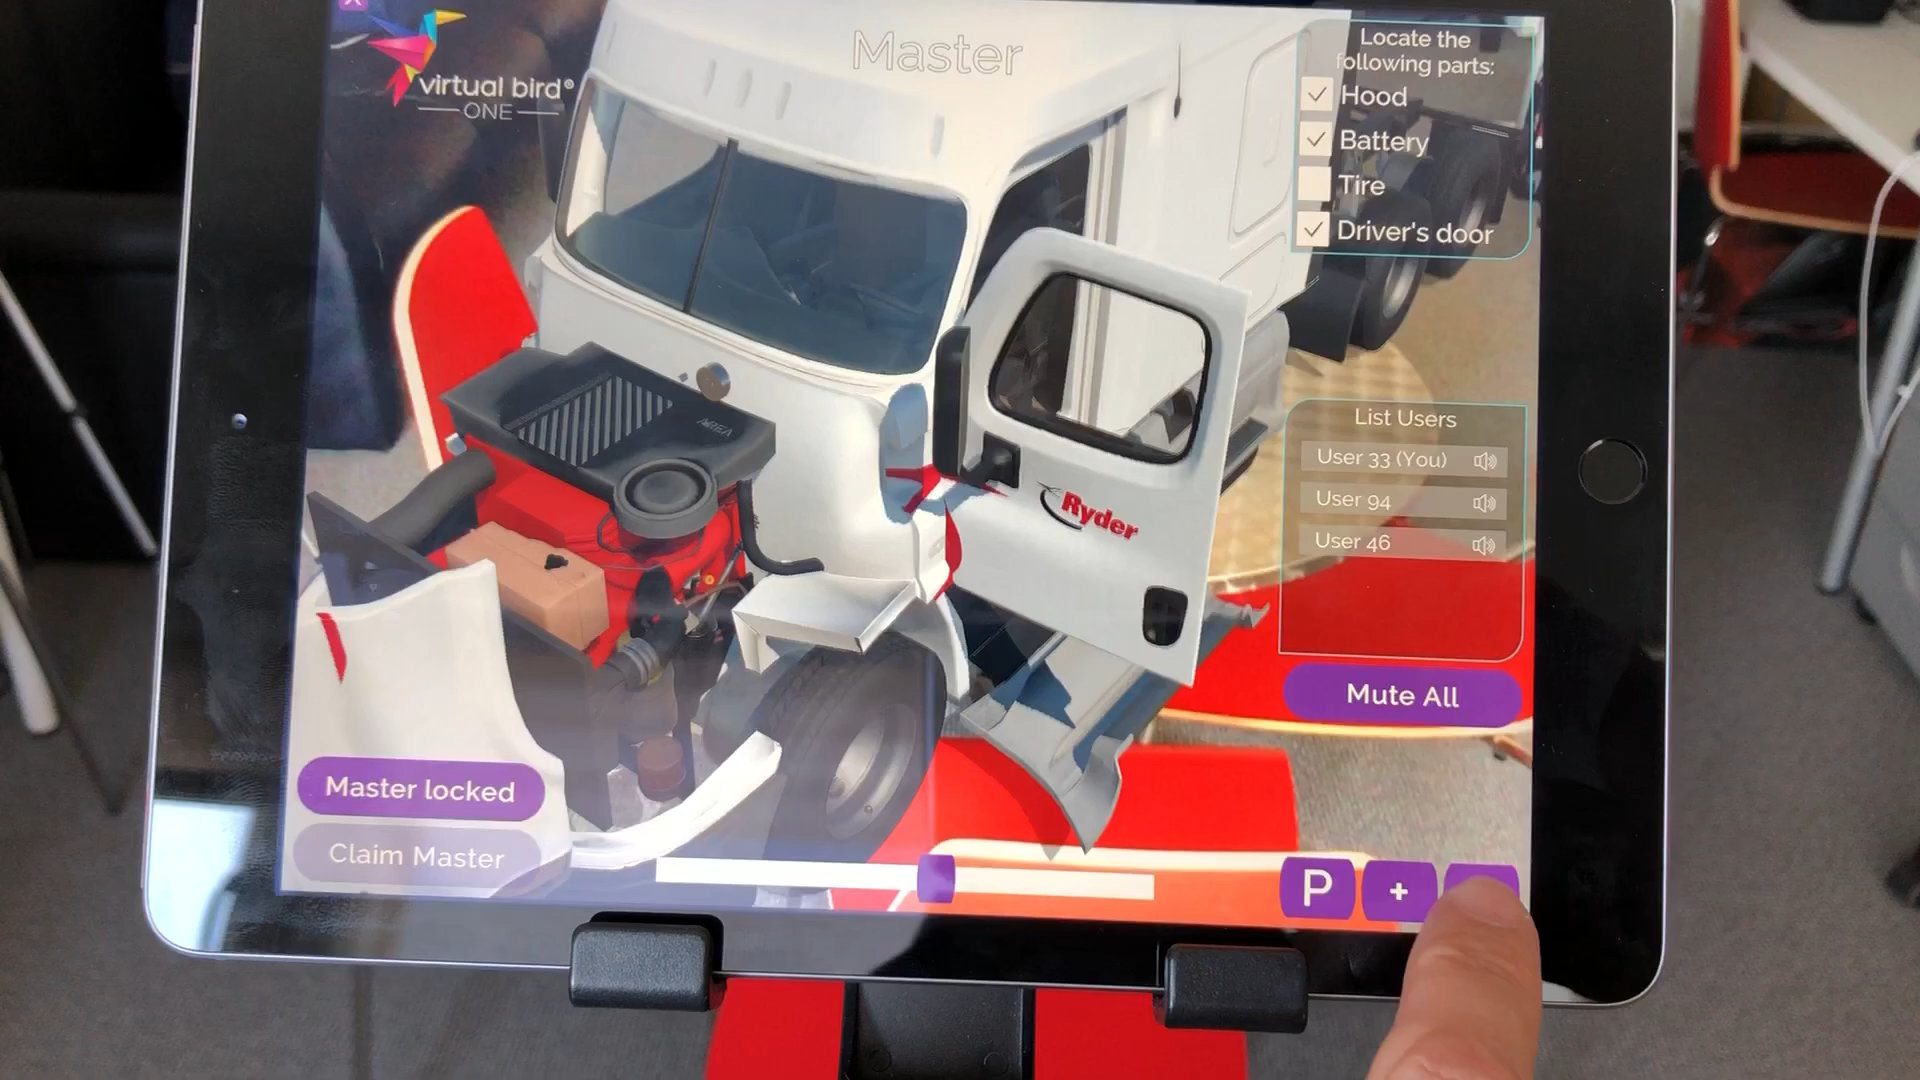 virtual bird®
ONE
Master
Locate the
following parts:
Hood
Battery
Tire
Driver's door
List Users
User 33 (You)
User 94
User 46
Mute All
Ryder
Master locked
Claim Master
P
+